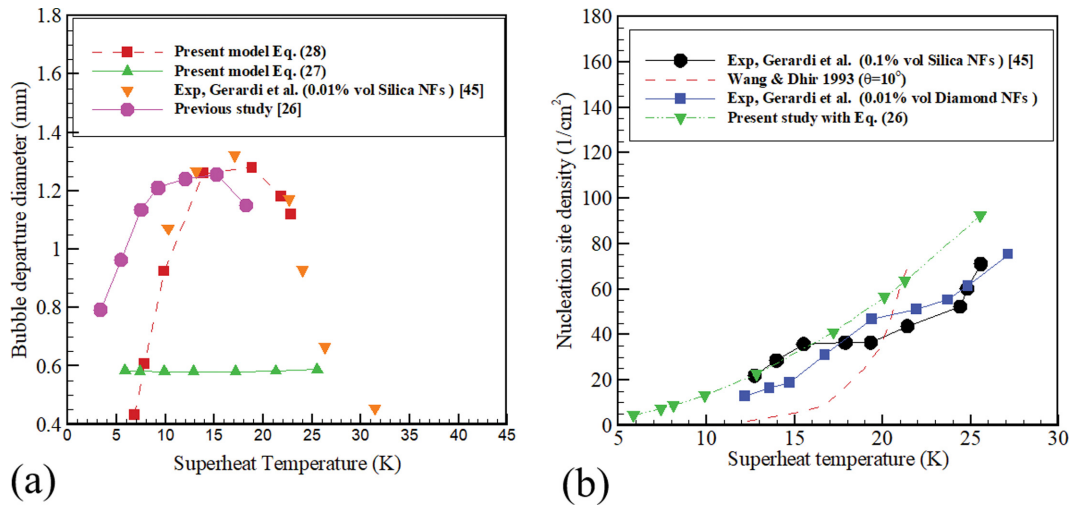 (a)
Bubble departure diameter (mm)
1.8
1.6
1.4
1.2
1
0.8
0.6
0.4
Present model Eq. (28)
Present model Eq. (27)
Exp, Gerardi et al. (0.01% vol Silica NFs ) [45]
Previous study [26]
0 5 10 15 20 25 30 35 40 45
Superheat Temperature (K)
(b)
Nucleation site density (1/cm²)
180
160
140
120
100
80
60
40
20
0
Exp, Gerardi et al. (0.1% vol Silica NFs ) [45]
Wang & Dhir 1993 (θ=10°)
Exp, Gerardi et al. (0.01% vol Diamond NFs )
Present study with Eq. (26)
5 10 15 20 25 30
Superheat temperature (K)